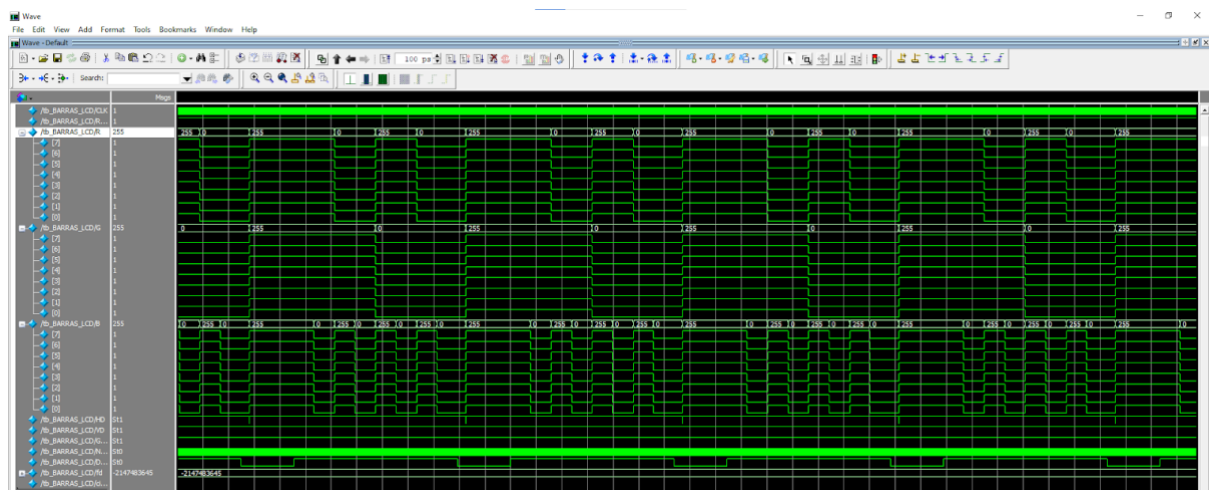 Wave
File Edit View Add Format Tools Bookmarks Window Help
Wave - Default
100 ps
Search:
Msgs
/tb_BARRAS_LCD/CLK 1
/tb_BARRAS_LCD/R... 1
/tb_BARRAS_LCD/R 255 255 0 255 0 255 0 255 0 255 0 255 0 255 0 255 0 255 0 255
[7] 1
[6] 1
[5] 1
[4] 1
[3] 1
[2] 1
[1] 1
[0] 1
/tb_BARRAS_LCD/G 255 0 255 0 255 0 255 0 255 0 255
[7] 1
[6] 1
[5] 1
[4] 1
[3] 1
[2] 1
[1] 1
[0] 1
/tb_BARRAS_LCD/B 255 0 255 0 255 0 255 0 255 0 255 0 255 0 255 0 255 0 255 0 255 0 255 0 255 0 255 0 255 0 255 0 255 0 255 0
[7] 1
[6] 1
[5] 1
[4] 1
[3] 1
[2] 1
[1] 1
[0] 1
/tb_BARRAS_LCD/HD St1
/tb_BARRAS_LCD/VD St1
/tb_BARRAS_LCD/G... St1
/tb_BARRAS_LCD/N... St0
/tb_BARRAS_LCD/D... St0
/tb_BARRAS_LCD/fd -2147483645 -2147483645
/tb_BARRAS_LCD/ci...